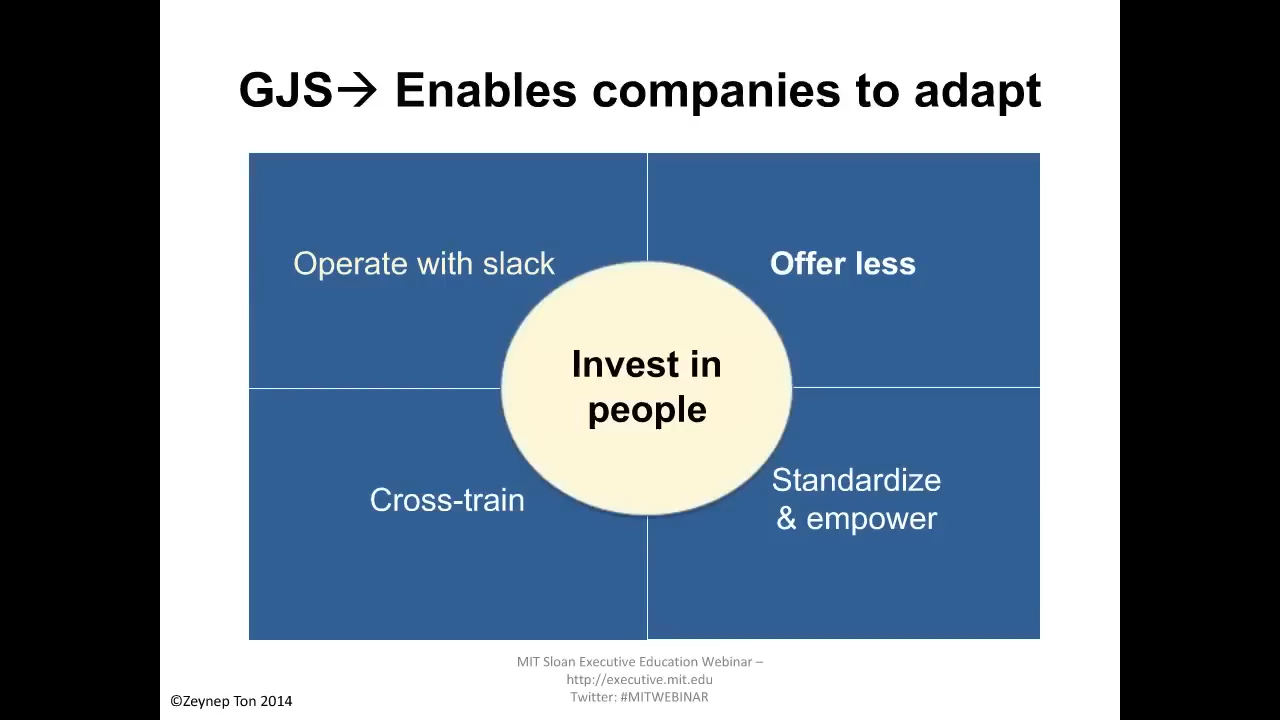 GJS→ Enables companies to adapt
Operate with slack
Offer less
Invest in
people
Cross-train
Standardize
& empower
MIT Sloan Executive Education Webinar –
http://executive.mit.edu
Twitter: #MITWEBINAR
©Zeynep Ton 2014